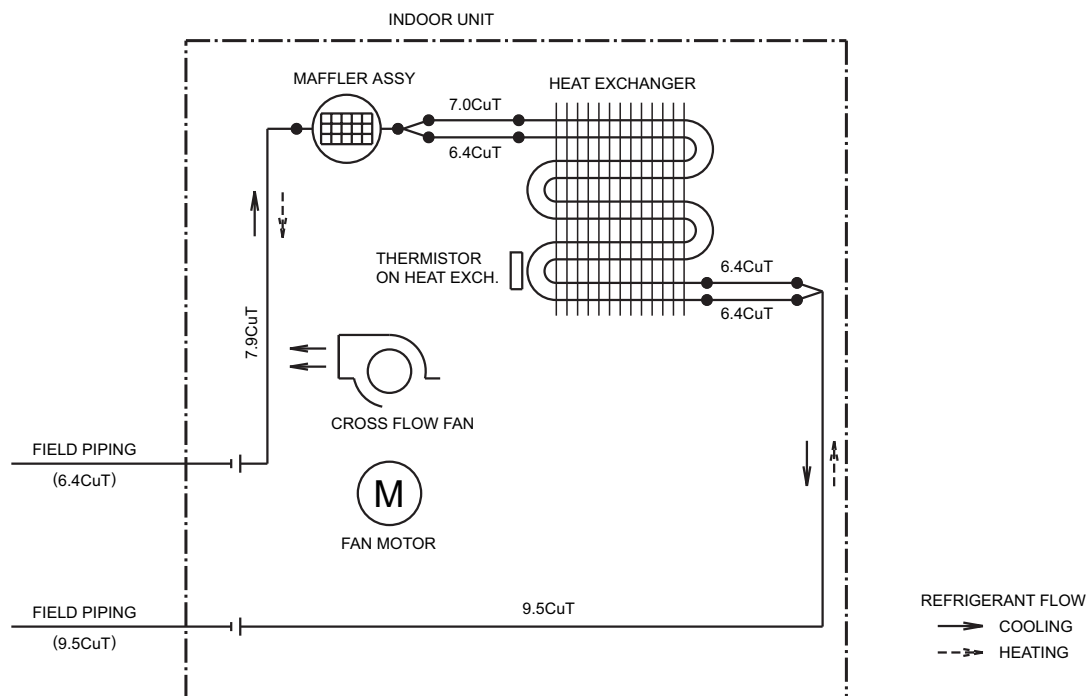 INDOOR UNIT
MAFFLER ASSY
HEAT EXCHANGER
7.0CuT
6.4CuT
THERMISTOR
ON HEAT EXCH.
6.4CuT
6.4CuT
7.9CuT
CROSS FLOW FAN
FIELD PIPING
(6.4CuT)
M
FAN MOTOR
FIELD PIPING
(9.5CuT)
9.5CuT
REFRIGERANT FLOW
COOLING
HEATING